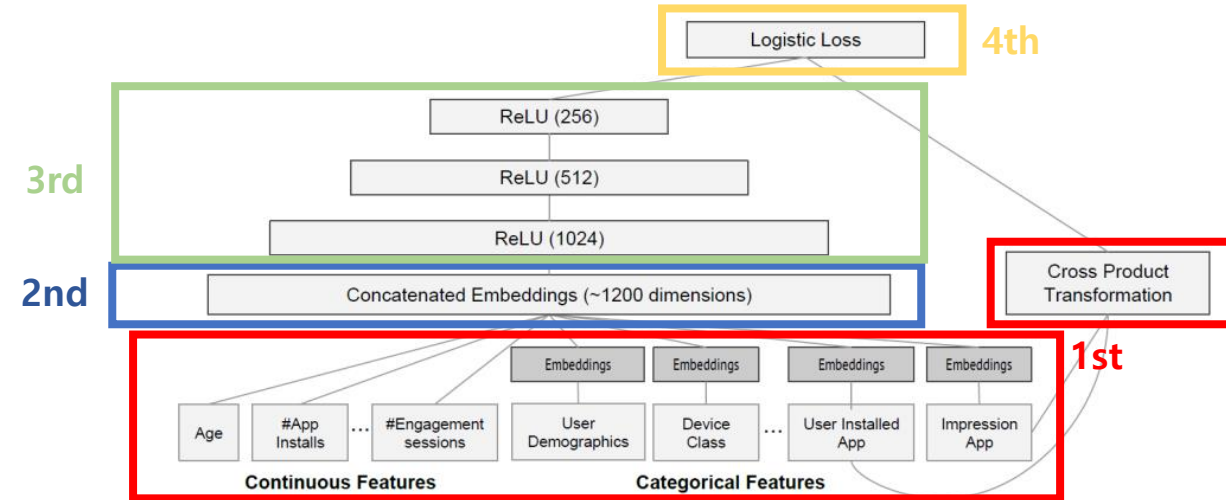 Logistic Loss
4th
ReLU (256)
3rd
ReLU (512)
ReLU (1024)
2nd
Concatenated Embeddings (~1200 dimensions)
Cross Product
Transformation
1st
Embeddings
Embeddings
Embeddings
Embeddings
Age
#App
Installs
...
#Engagement
sessions
User
Demographics
Device
Class
...
User Installed
App
Impression
App
Continuous Features
Categorical Features